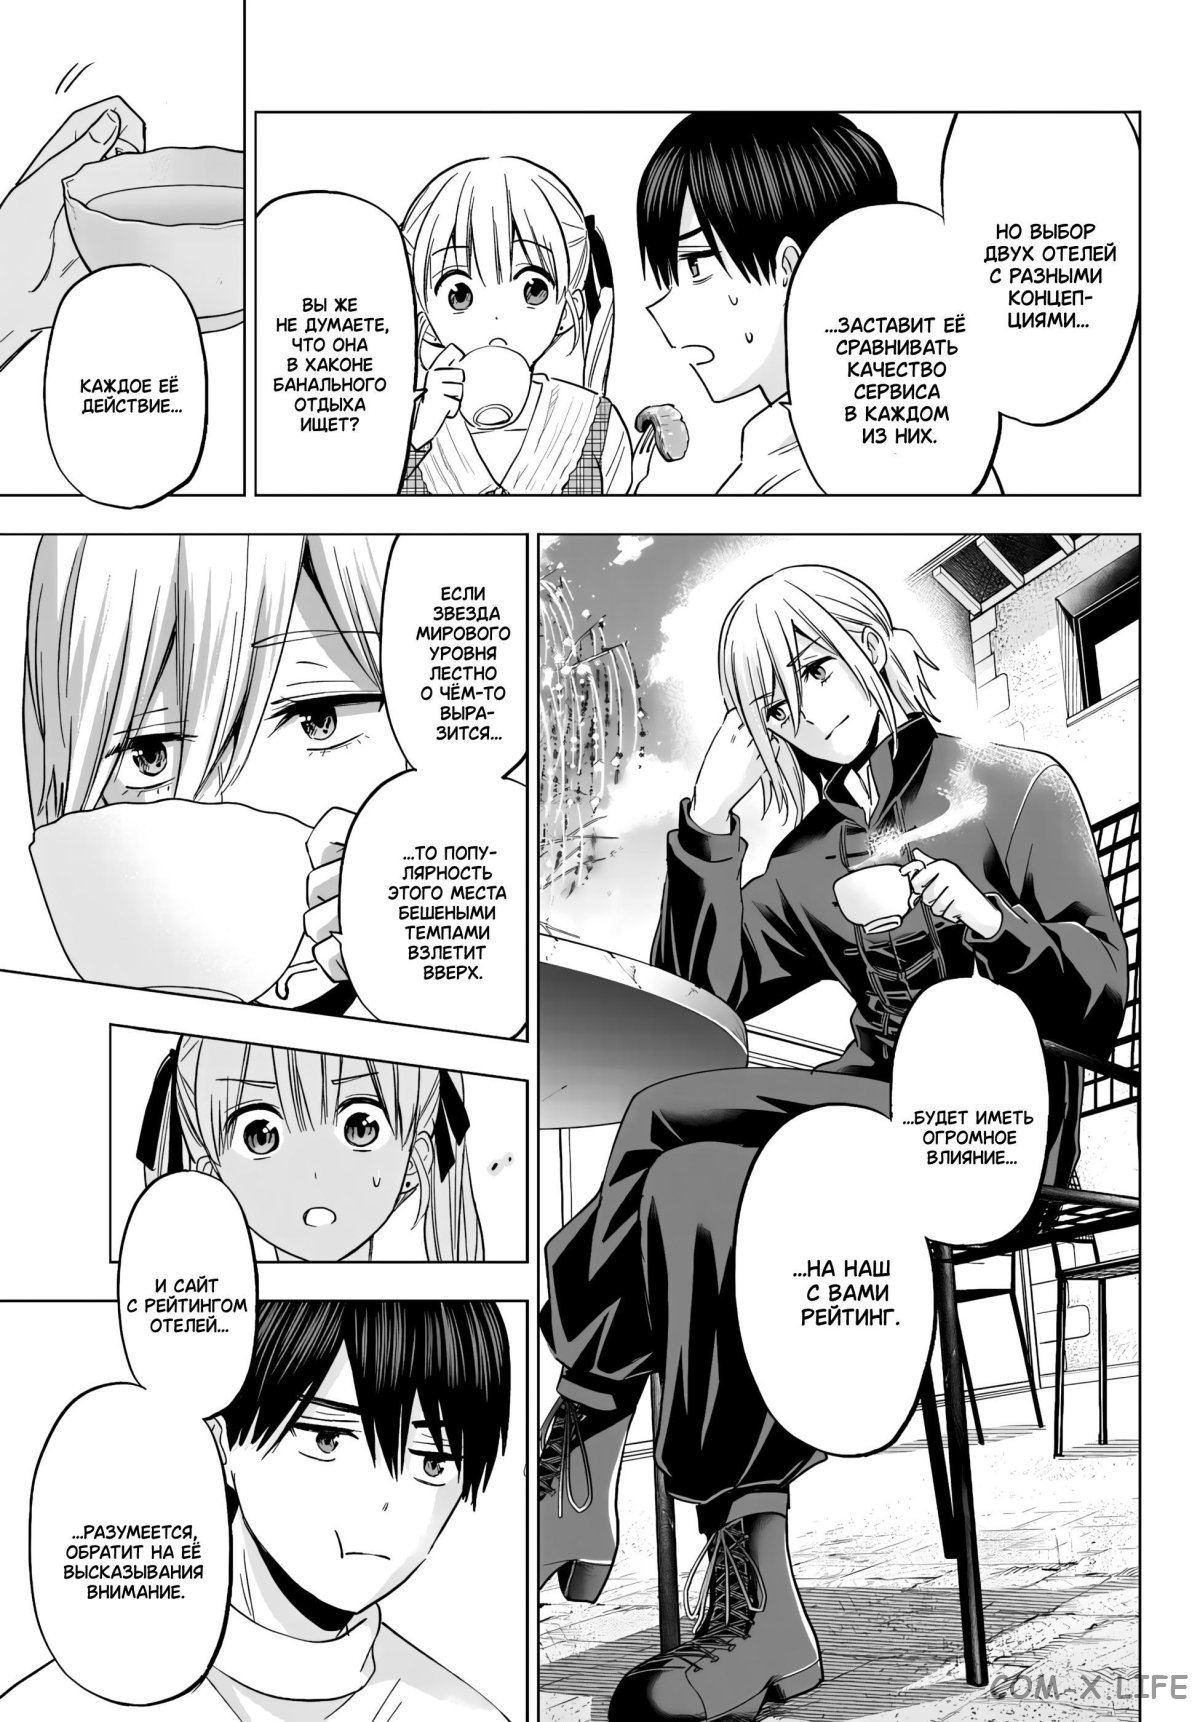 НО ВЫБОР
ДВУХ ОТЕЛЕЙ
С РАЗНЫМИ
КОНЦЕП-
ЦИЯМИ...
...ЗАСТАВИТ ЕЁ
СРАВНИВАТЬ
КАЧЕСТВО
СЕРВИСА
В КАЖДОМ
ИЗ НИХ.
ВЫ ЖЕ
НЕ ДУМАЕТЕ,
ЧТО ОНА
В ХАКОНЕ
БАНАЛЬНОГО
ОТДЫХА
ИЩЕТ?
КАЖДОЕ ЕЁ
ДЕЙСТВИЕ...
...БУДЕТ ИМЕТЬ
ОГРОМНОЕ
ВЛИЯНИЕ...
...НА НАШ
С ВАМИ
РЕЙТИНГ.
ЕСЛИ
ЗВЕЗДА
МИРОВОГО
УРОВНЯ
ЛЕСТНО
О ЧЁМ-ТО
ВЫРА-
ЗИТСЯ...
...ТО ПОПУ-
ЛЯРНОСТЬ
ЭТОГО МЕСТА
БЕШЕНЫМИ
ТЕМПАМИ
ВЗЛЕТИТ
ВВЕРХ.
И САЙТ
С РЕЙТИНГОМ
ОТЕЛЕЙ...
...РАЗУМЕЕТСЯ,
ОБРАТИТ НА ЕЁ
ВЫСКАЗЫВАНИЯ
ВНИМАНИЕ.
COM-X.LIFE